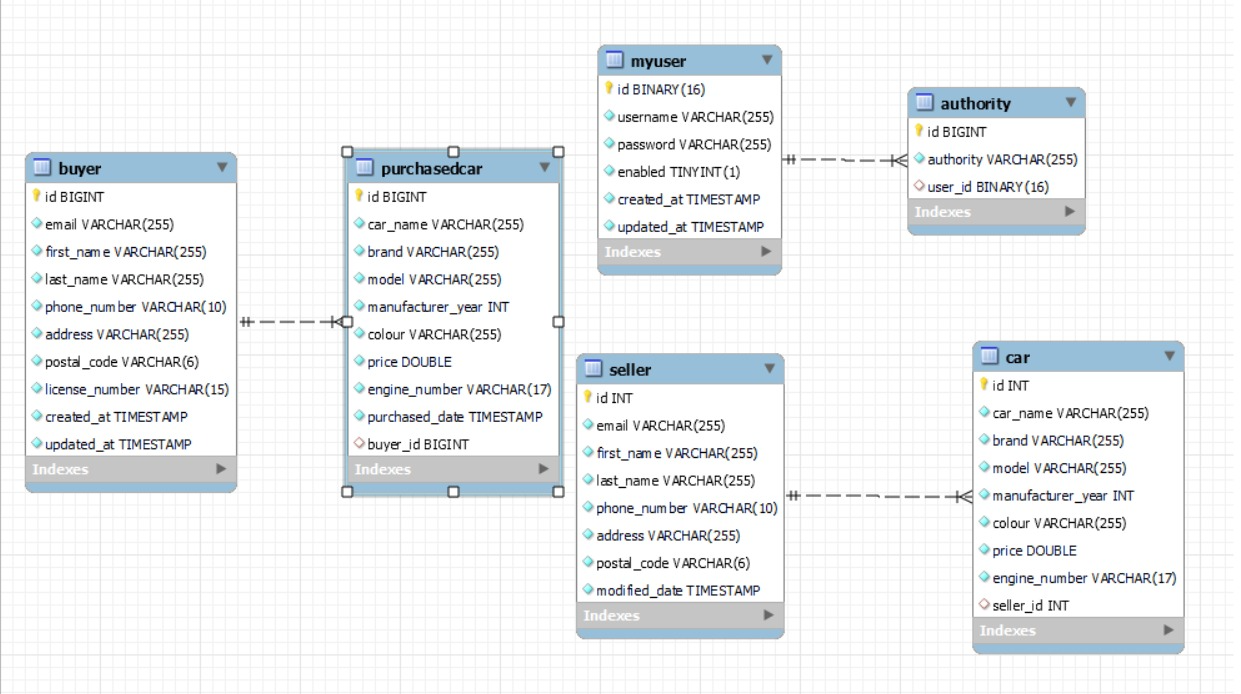 buyer
id BIGINT
email VARCHAR(255)
first_name VARCHAR(255)
last_name VARCHAR(255)
phone_number VARCHAR(10)
address VARCHAR(255)
postal_code VARCHAR(6)
license_number VARCHAR(15)
created_at TIMESTAMP
updated_at TIMESTAMP
Indexes
purchasedcar
id BIGINT
car_name VARCHAR(255)
brand VARCHAR(255)
model VARCHAR(255)
manufacturer_year INT
colour VARCHAR(255)
price DOUBLE
engine_number VARCHAR(17)
purchased_date TIMESTAMP
buyer_id BIGINT
Indexes
myuser
id BINARY(16)
username VARCHAR(255)
password VARCHAR(255)
enabled TINYINT(1)
created_at TIMESTAMP
updated_at TIMESTAMP
Indexes
authority
id BIGINT
authority VARCHAR(255)
user_id BINARY(16)
Indexes
seller
id INT
email VARCHAR(255)
first_name VARCHAR(255)
last_name VARCHAR(255)
phone_number VARCHAR(10)
address VARCHAR(255)
postal_code VARCHAR(6)
modified_date TIMESTAMP
Indexes
car
id INT
car_name VARCHAR(255)
brand VARCHAR(255)
model VARCHAR(255)
manufacturer_year INT
colour VARCHAR(255)
price DOUBLE
engine_number VARCHAR(17)
seller_id INT
Indexes